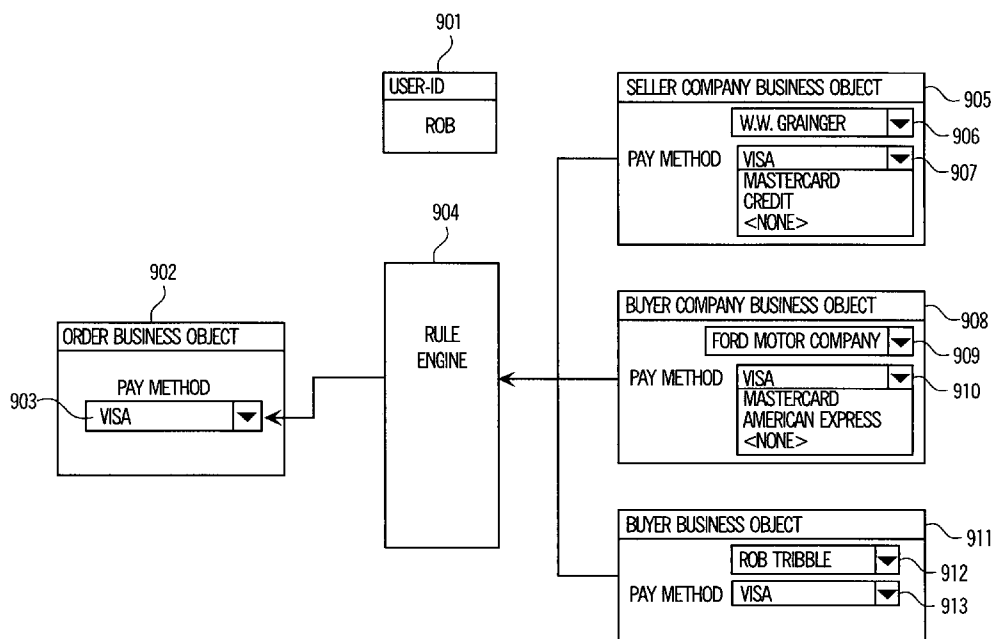 901
USER-ID
ROB
SELLER COMPANY BUSINESS OBJECT
905
W.W. GRAINGER
906
PAY METHOD
VISA
907
MASTERCARD
CREDIT
<NONE>
904
RULE
ENGINE
902
ORDER BUSINESS OBJECT
PAY METHOD
903
VISA
BUYER COMPANY BUSINESS OBJECT
908
FORD MOTOR COMPANY
909
PAY METHOD
VISA
910
MASTERCARD
AMERICAN EXPRESS
<NONE>
BUYER BUSINESS OBJECT
911
ROB TRIBBLE
912
PAY METHOD
VISA
913